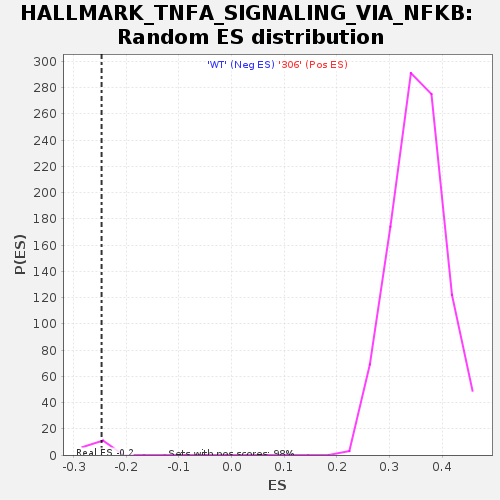 HALLMARK_TNFA_SIGNALING_VIA_NFKB:
Random ES distribution
'WT' (Neg ES) '306' (Pos ES)
300
280
260
240
220
200
180
160
140
120
100
80
60
40
20
0
P(ES)
Real ES -0.2
Sets with pos scores: 98%
-0.3 -0.2 -0.1 0.0 0.1 0.2 0.3 0.4
ES